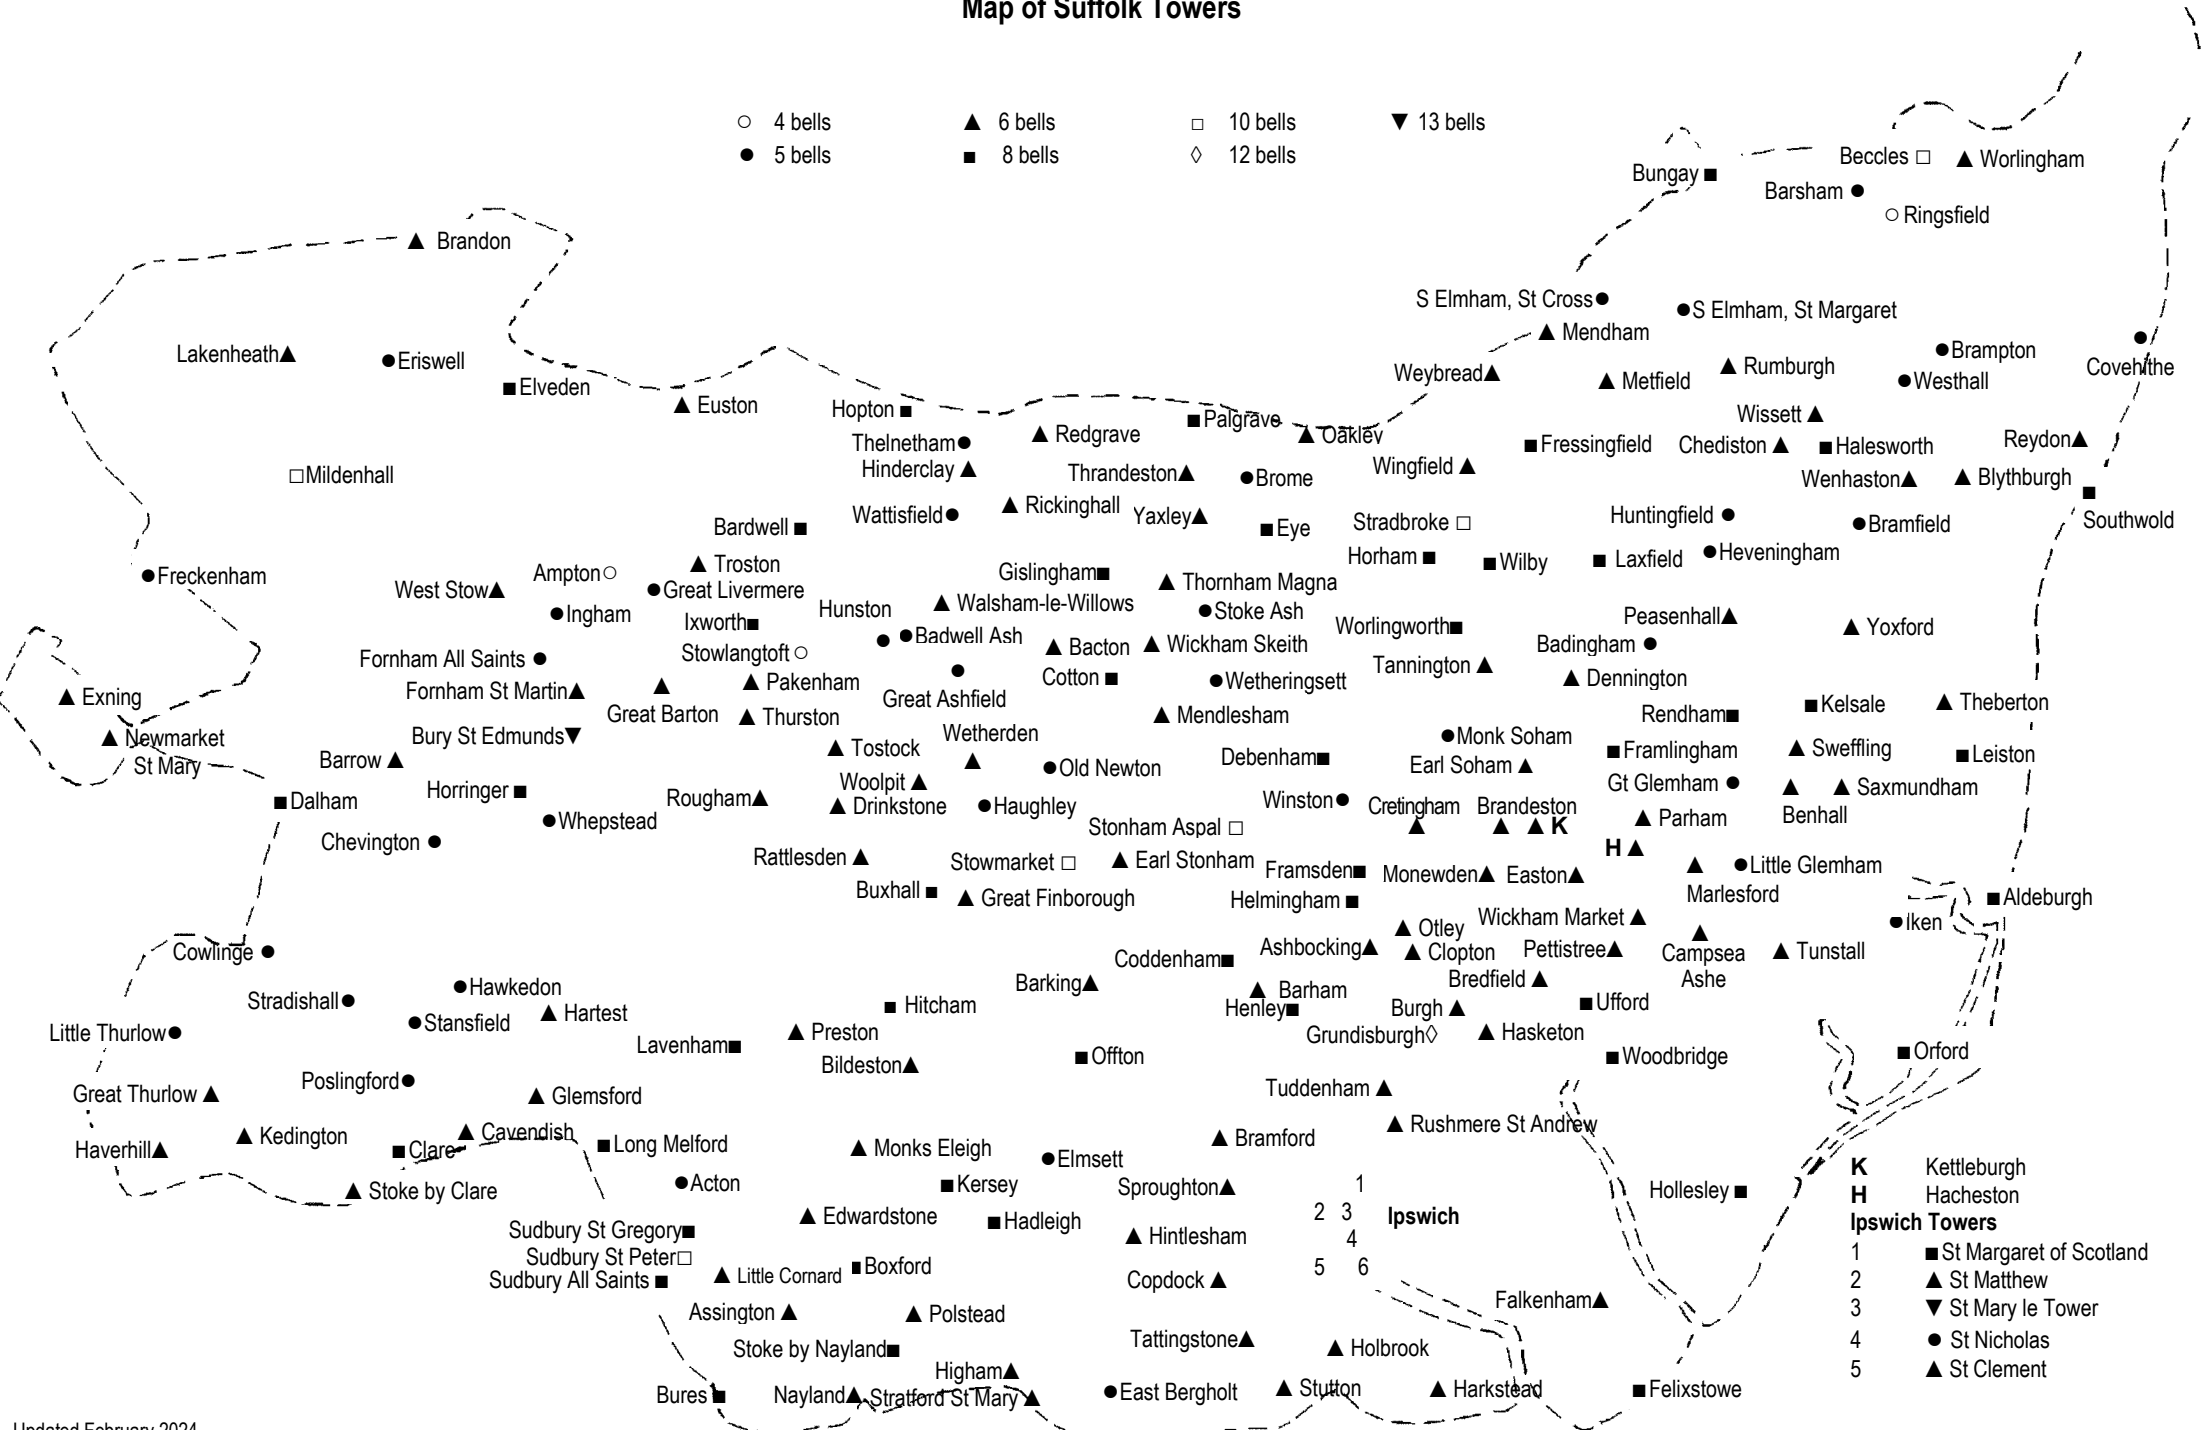 Map of Suffolk Towers
○ 4 bells
▲ 6 bells
□ 10 bells
▼ 13 bells
● 5 bells
■ 8 bells
◊ 12 bells
Beccles □
▲ Worlingham
Bungay ■
Barsham ●
○ Ringsfield
▲ Brandon
S Elmham, St Cross●
●S Elmham, St Margaret
▲ Mendham
Lakenheath▲
●Eriswell
●Brampton
Covehithe
▲ Rumburgh
Weybread▲
▲ Metfield
●Westhall
■Elveden
▲ Euston
Hopton ■
Wissett ▲
■Palgrave
▲ Redgrave
▲ Oakley
Thelnetham●
■Fressingfield
Chediston ▲
■Halesworth
Reydon▲
Hinderclay ▲
Thrandeston▲
●Brome
Wingfield ▲
Wenhaston▲
▲ Blythburgh
□Mildenhall
Wattisfield●
▲ Rickinghall
Yaxley▲
■Eye
Stradbroke □
Huntingfield ●
●Bramfield
Southwold
Bardwell ■
Horham ■
■Wilby
■ Laxfield
●Heveningham
▲ Troston
Ampton○
●Freckenham
West Stow▲
●Great Livermere
Gislingham■
▲ Thornham Magna
▲ Walsham-le-Willows
●Stoke Ash
Hunston
●Ingham
Ixworth■
Peasenhall▲
▲ Yoxford
Worlingworth■
●Badwell Ash
▲ Bacton
▲ Wickham Skeith
Badingham ●
Stowlangtoft○
Fornham All Saints ●
Tannington ▲
Cotton ■
●Wetheringsett
▲ Dennington
▲ Pakenham
Fornham St Martin▲
Great Ashfield
▲ Exning
Great Barton
▲ Thurston
▲ Mendlesham
Rendham■
■Kelsale
▲ Theberton
Bury St Edmunds▼
Wetherden
●Monk Soham
▲ Newmarket
St Mary
▲ Tostock
■Framlingham
▲ Sweffling
■Leiston
Barrow ▲
●Old Newton
Debenham■
Earl Soham ▲
Woolpit ▲
Gt Glemham ●
▲ Saxmundham
Horringer ■
■Dalham
Rougham▲
▲ Drinkstone
●Haughley
Winston●
Cretingham
Brandeston
Benhall
●Whepstead
Stonham Aspal □
▲ K
▲ Parham
Chevington ●
H ▲
Rattlesden ▲
Stowmarket □
▲ Earl Stonham
Framsden■
Monewden▲
Easton▲
●Little Glemham
Marlesford
Buxhall ■
▲ Great Finborough
Helmingham ■
■Aldeburgh
Wickham Market ▲
●Iken
▲ Otley
Cowlinge ●
Coddenham■
Ashbocking▲
▲ Clopton
Pettistree▲
Campsea
Ashe
▲ Tunstall
Barking▲
Bredfield ▲
●Hawkedon
▲ Barham
Stradishall●
■ Hitcham
Henley■
Burgh ▲
■Ufford
▲ Hartest
●Stansfield
Little Thurlow●
▲ Preston
Grundisburgh◊
▲ Hasketon
Lavenham■
Bildeston▲
■Offton
■Woodbridge
■Orford
Poslingford●
Great Thurlow ▲
▲ Glemsford
Tuddenham ▲
▲ Rushmere St Andrew
▲ Kedington
▲ Cavendish
■Long Melford
▲ Bramford
Haverhill▲
■Clare
▲ Monks Eleigh
●Elmsett
K Kettleburgh
▲ Stoke by Clare
●Acton
■Kersey
Sproughton▲
1
Hollesley ■
H Hacheston
▲ Edwardstone
■Hadleigh
2 3
Ipswich
Ipswich Towers
Sudbury St Gregory■
▲ Hintlesham
4
1 ■St Margaret of Scotland
Sudbury St Peter□
■Boxford
5 6
Sudbury All Saints ■
▲ Little Cornard
Copdock ▲
2 ▲ St Matthew
Assington ▲
▲ Polstead
Falkenham▲
3 ▼ St Mary le Tower
Stoke by Nayland■
Tattingstone▲
▲ Holbrook
4 ● St Nicholas
Higham▲
5 ▲ St Clement
Bures ■
Nayland▲
Stratford St Mary ▲
●East Bergholt
▲ Stutton
▲ Harkstead
■Felixstowe
Updated February 2024